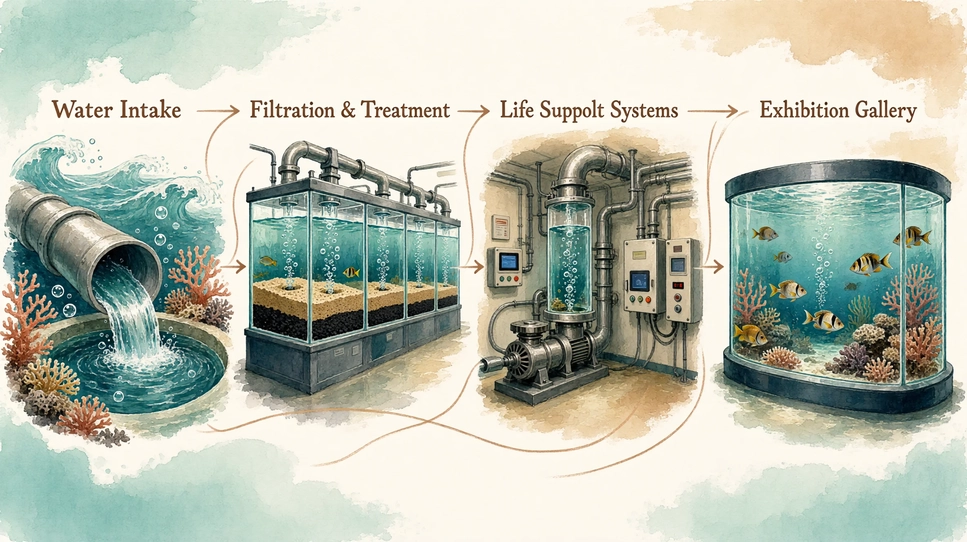 Water Intake
Filtration & Treatment
Life Suppolt Systems
Exhibition Gallery